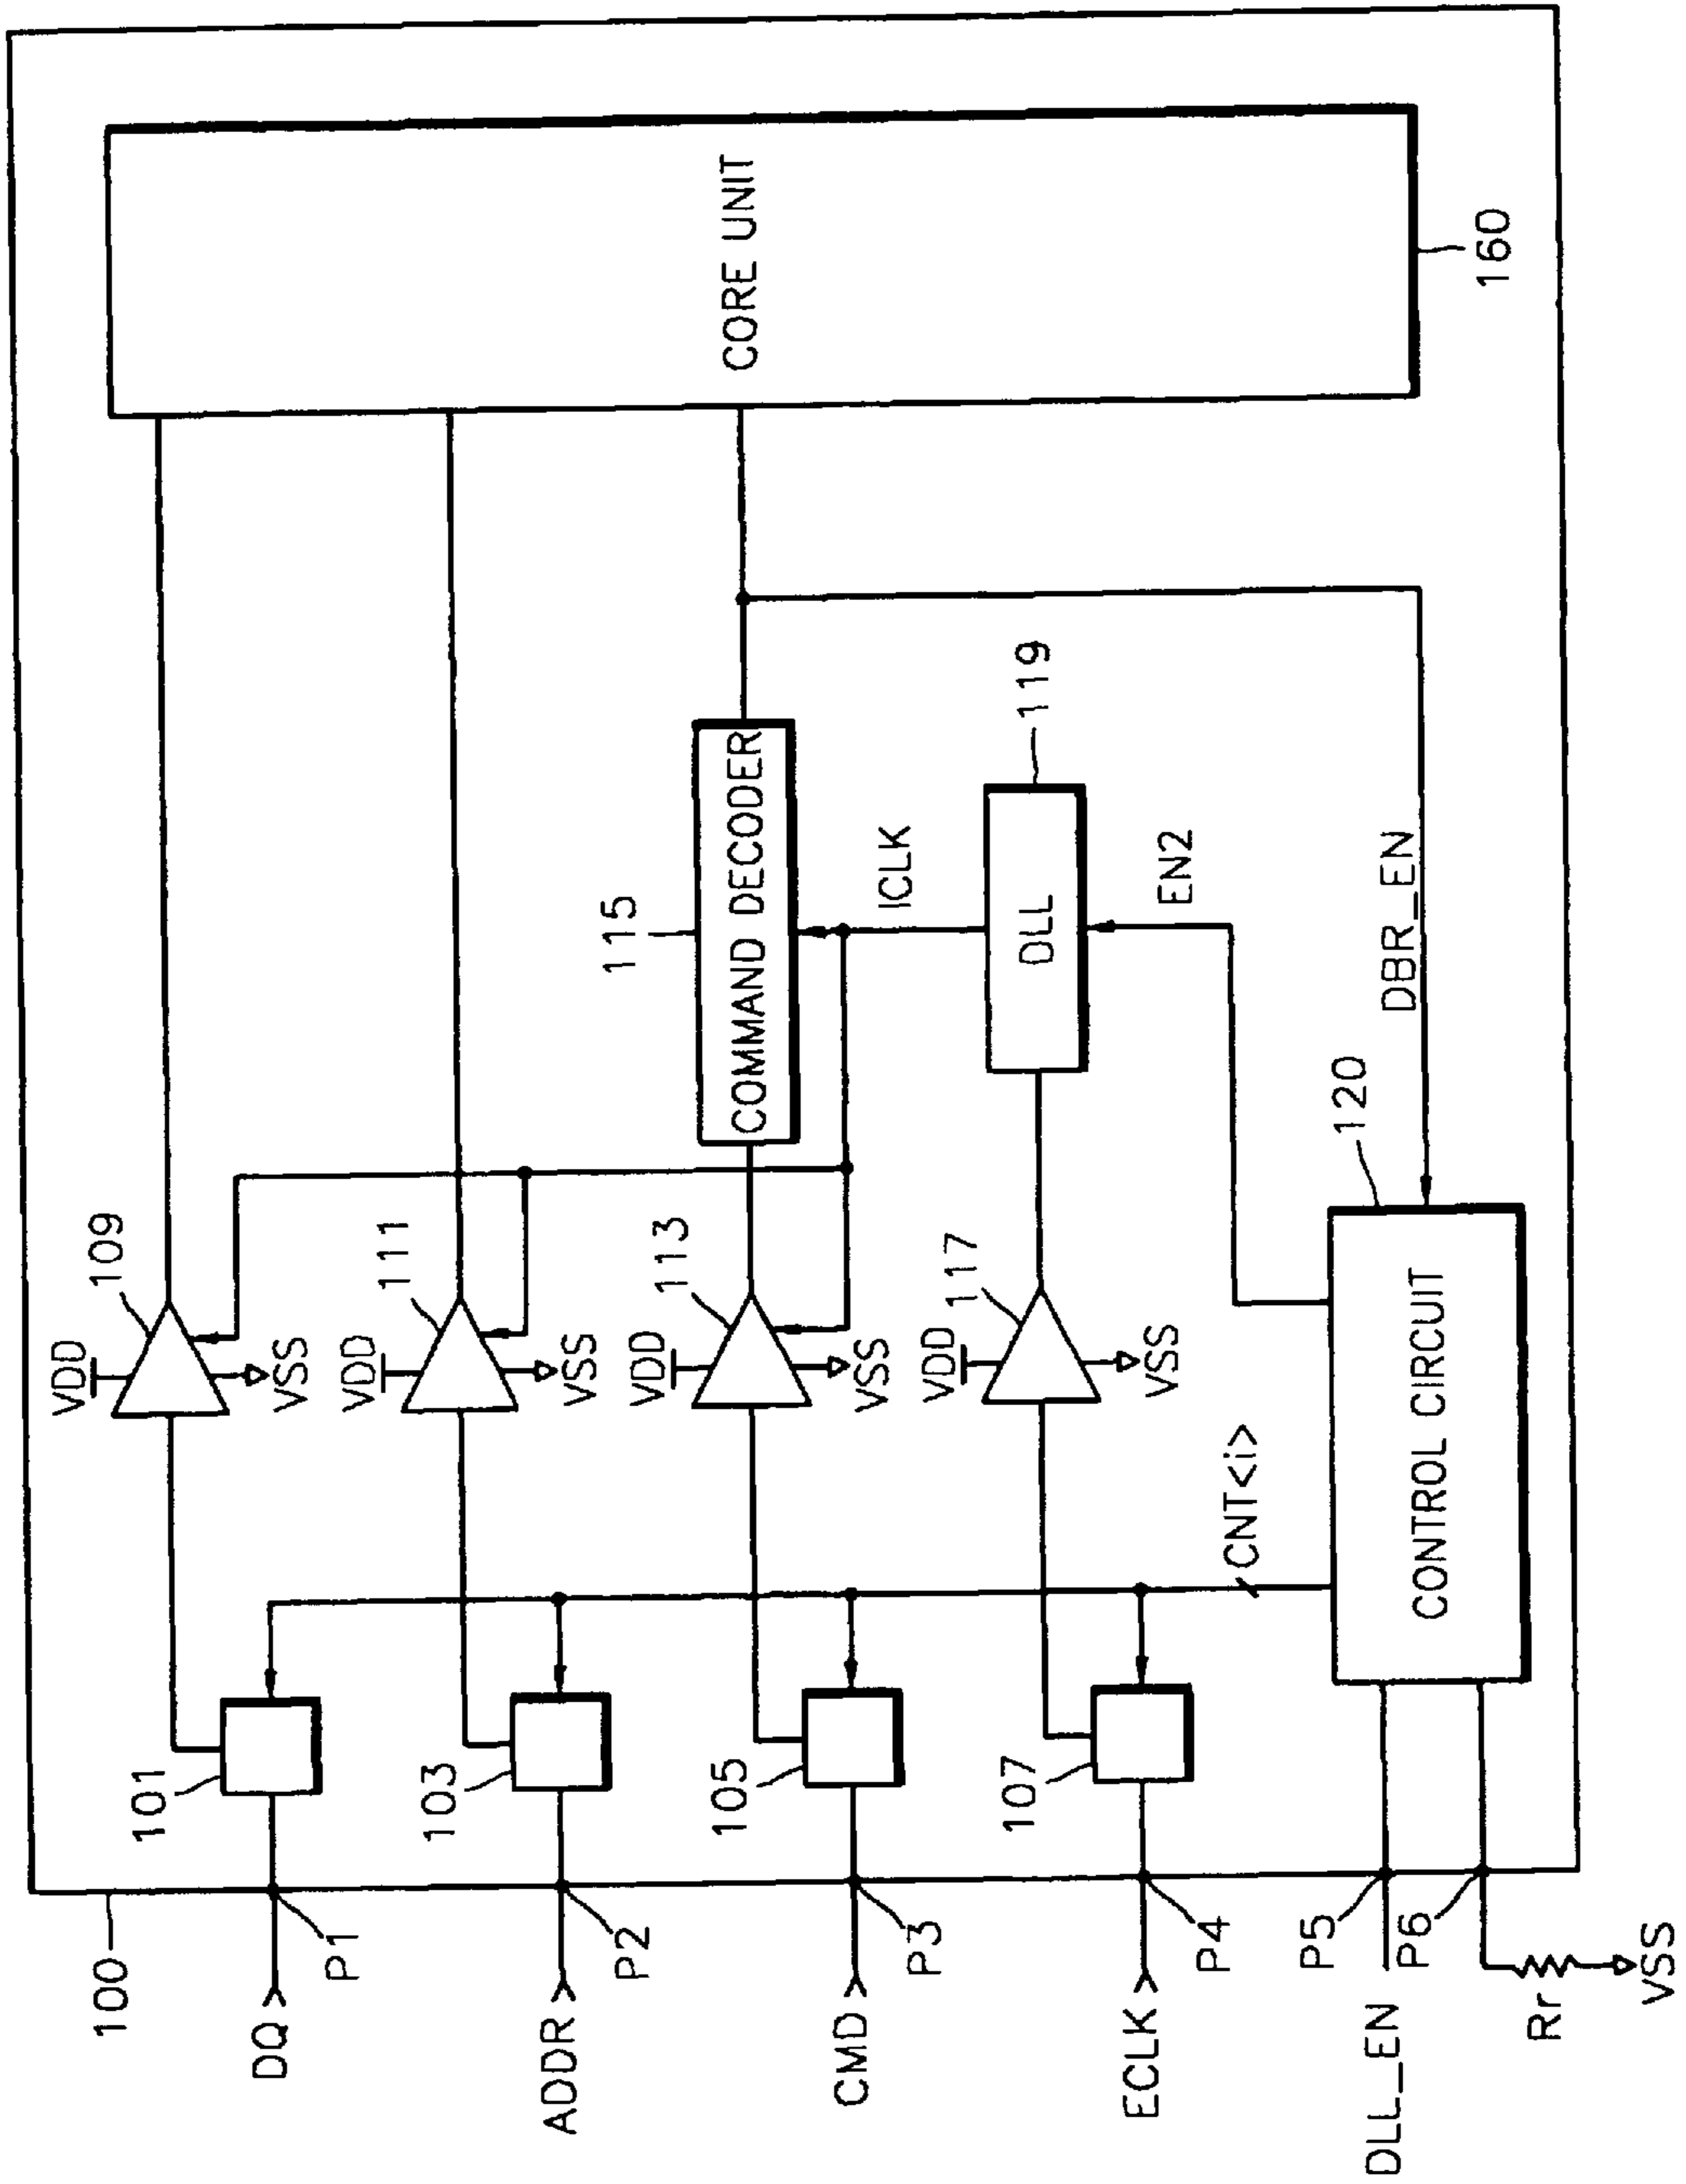 100
DQ
P1
101
VDD
109
VSS
ADDR
P2
103
VDD
111
VSS
CMD
P3
105
VDD
113
VSS
115
COMMAND DECODER
CORE UNIT
160
ICLK
ECLK
P4
107
VDD
117
VSS
DLL
119
EN2
CNT<i>
DLL_EN
P5
P6
CONTROL CIRCUIT
120
DBR_EN
Rr
VSS